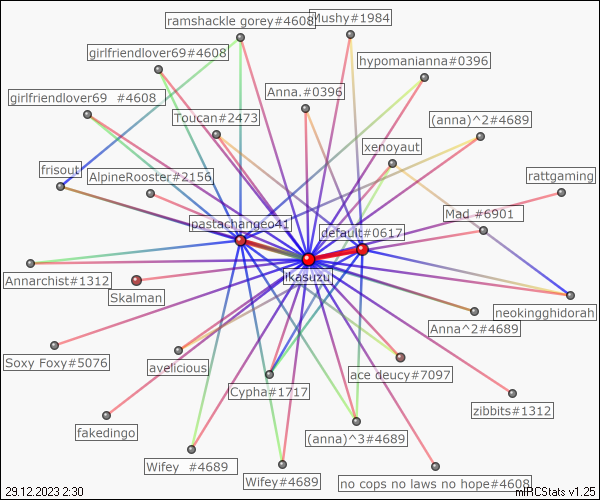 ramshackle gorey#4608
Mushy#1984
girlfriendlover69#4608
hypomanianna#0396
girlfriendlover69 #4608
Anna.#0396
Toucan#2473
(anna)^2#4689
xenoyaut
frisout
AlpineRooster#2156
rattgaming
pastachangeo41
default#0617
Mad #6901
Annarchist#1312
Skalman
ikasuzu
neokingghidorah
Anna^2#4689
Soxy Foxy#5076
avelicious
Cypha#1717
ace deucy#7097
zibbits#1312
fakedingo
(anna)^3#4689
Wifey #4689
Wifey#4689
no cops no laws no hope#4608
29.12.2023 2:30
mIRCStats v1.25